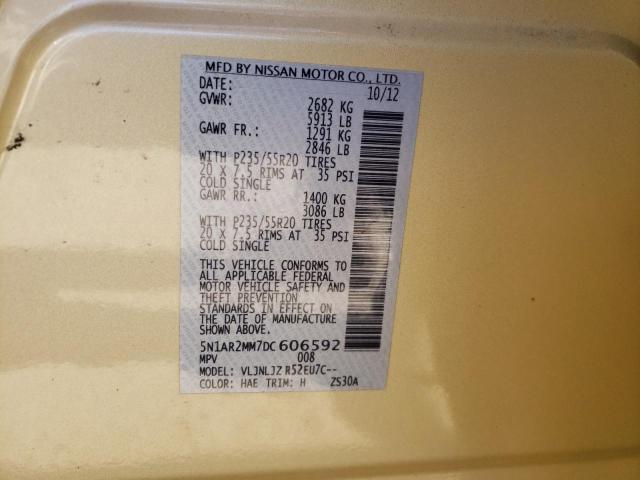 MFD BY NISSAN MOTOR CO., LTD.
DATE: 10/12
GVWR: 2682 KG
5913 LB
GAWR FR.: 1291 KG
2846 LB
WITH P235/55R20 TIRES
20 X 7.5 RIMS AT 35 PSI
COLD SINGLE
GAWR RR.: 1400 KG
3086 LB
WITH P235/55R20 TIRES
20 X 7.5 RIMS AT 35 PSI
COLD SINGLE
THIS VEHICLE CONFORMS TO
ALL APPLICABLE FEDERAL
MOTOR VEHICLE SAFETY AND
THEFT PREVENTION
STANDARDS IN EFFECT ON
THE DATE OF MANUFACTURE
SHOWN ABOVE.
5N1AR2MM7DC606592
MPV 008
MODEL: VLJNLJZ R52EU7C--
COLOR: HAE TRIM: H ZS30A